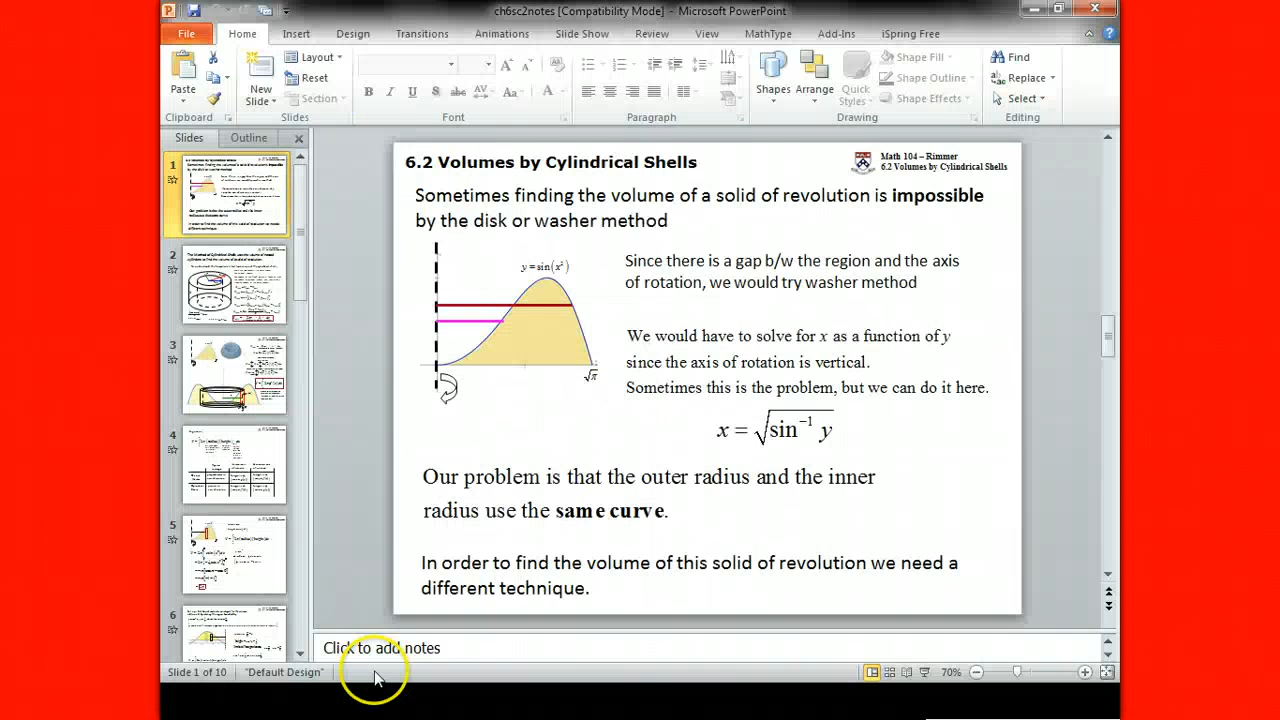 ch6sc2notes [Compatibility Mode] - Microsoft PowerPoint
File Home Insert Design Transitions Animations Slide Show Review View MathType Add-Ins iSpring Free
Paste
Clipboard
New
Slide
Layout
Reset
Section
Slides
Font
Paragraph
Shapes
Arrange
Quick
Styles
Shape Fill
Shape Outline
Shape Effects
Drawing
Find
Replace
Select
Editing
Slides Outline
1
2
3
4
5
6
6.2 Volumes by Cylindrical Shells
Math 104 – Rimmer
6.2 Volumes by Cylindrical Shells
Sometimes finding the volume of a solid of revolution is impossible
by the disk or washer method
y = sin(x²)
√π
Since there is a gap b/w the region and the axis
of rotation, we would try washer method
We would have to solve for x as a function of y
since the axis of rotation is vertical.
Sometimes this is the problem, but we can do it here.
x = √sin⁻¹ y
Our problem is that the outer radius and the inner
radius use the same curve.
In order to find the volume of this solid of revolution we need a
different technique.
Click to add notes
Slide 1 of 10 "Default Design" 70%